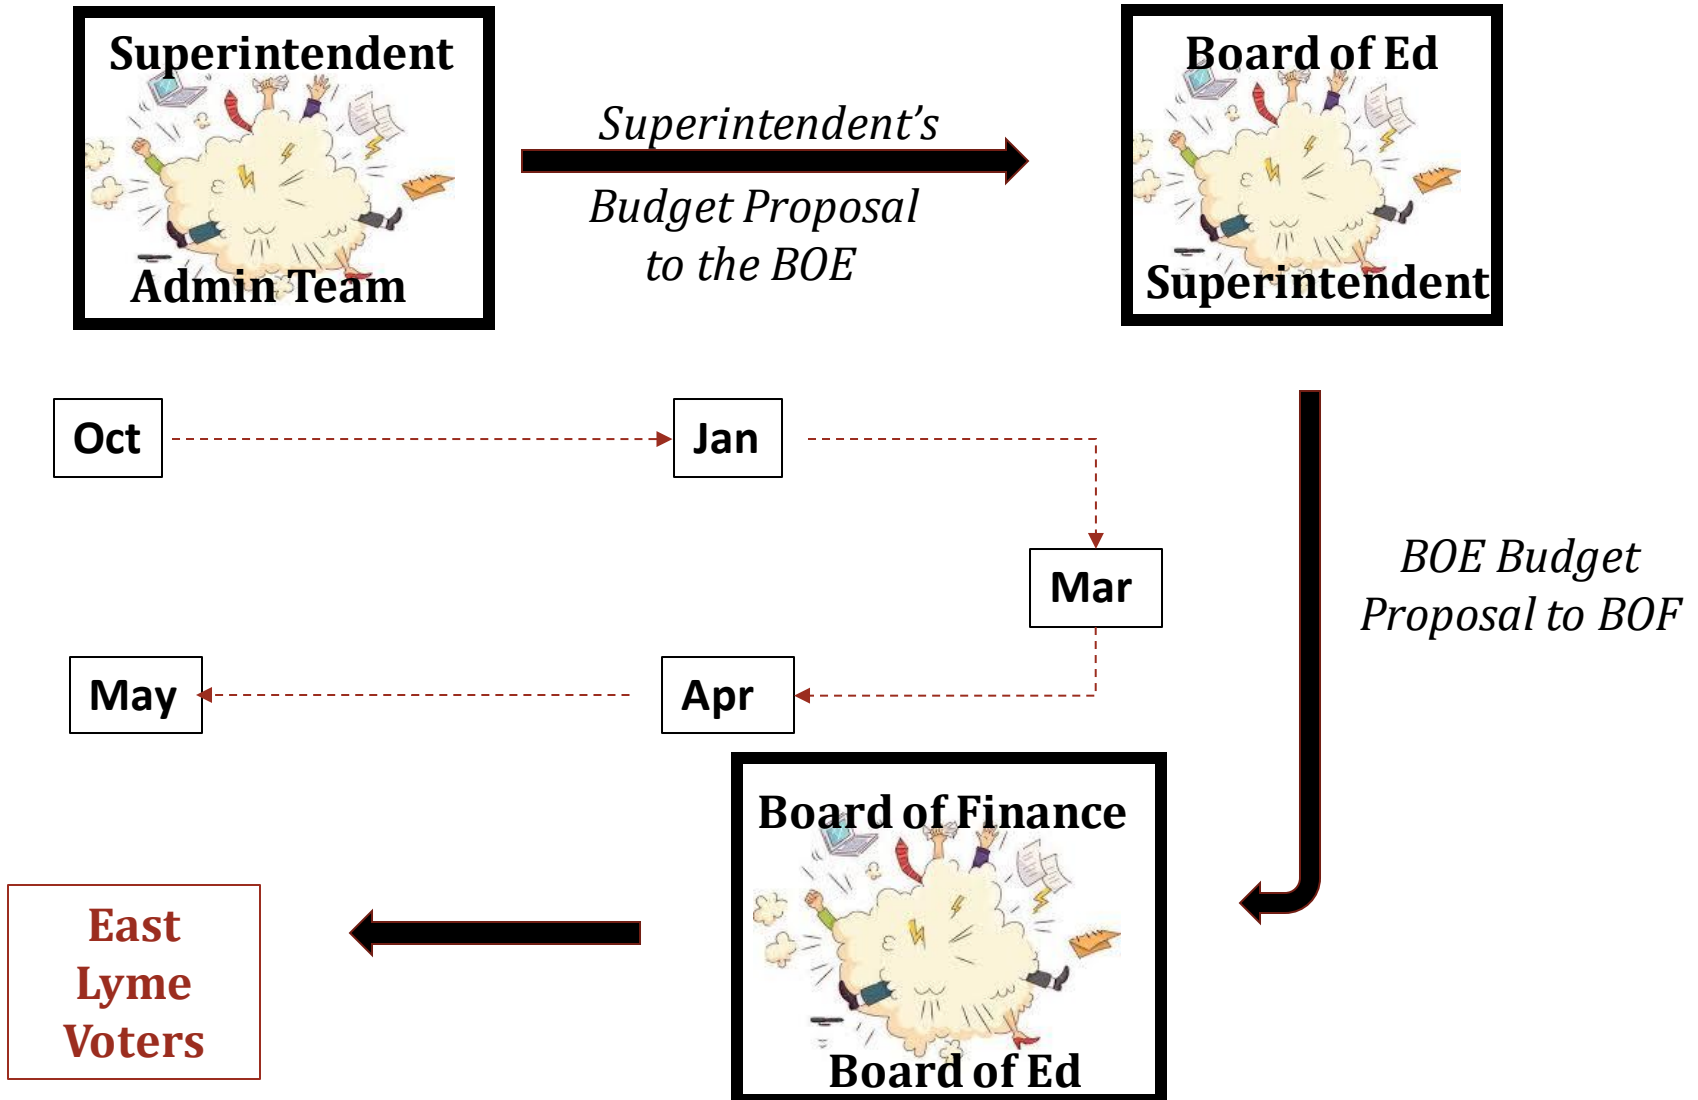 Superintendent
Admin Team
Superintendent’s
Budget Proposal
to the BOE
Board of Ed
Superintendent
Oct
Jan
Mar
Apr
May
BOE Budget
Proposal to BOF
Board of Finance
Board of Ed
East
Lyme
Voters